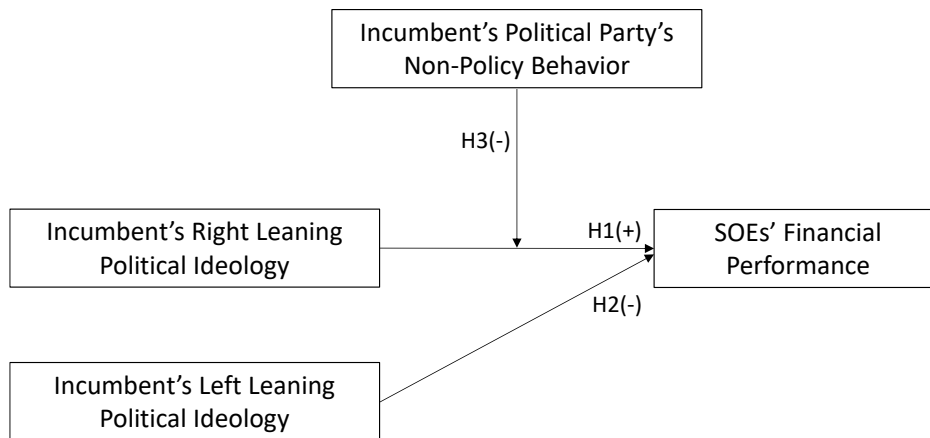 Incumbent’s Political Party’s
Non-Policy Behavior
H3(-)
Incumbent’s Right Leaning
Political Ideology
H1(+)
SOEs’ Financial
Performance
H2(-)
Incumbent’s Left Leaning
Political Ideology